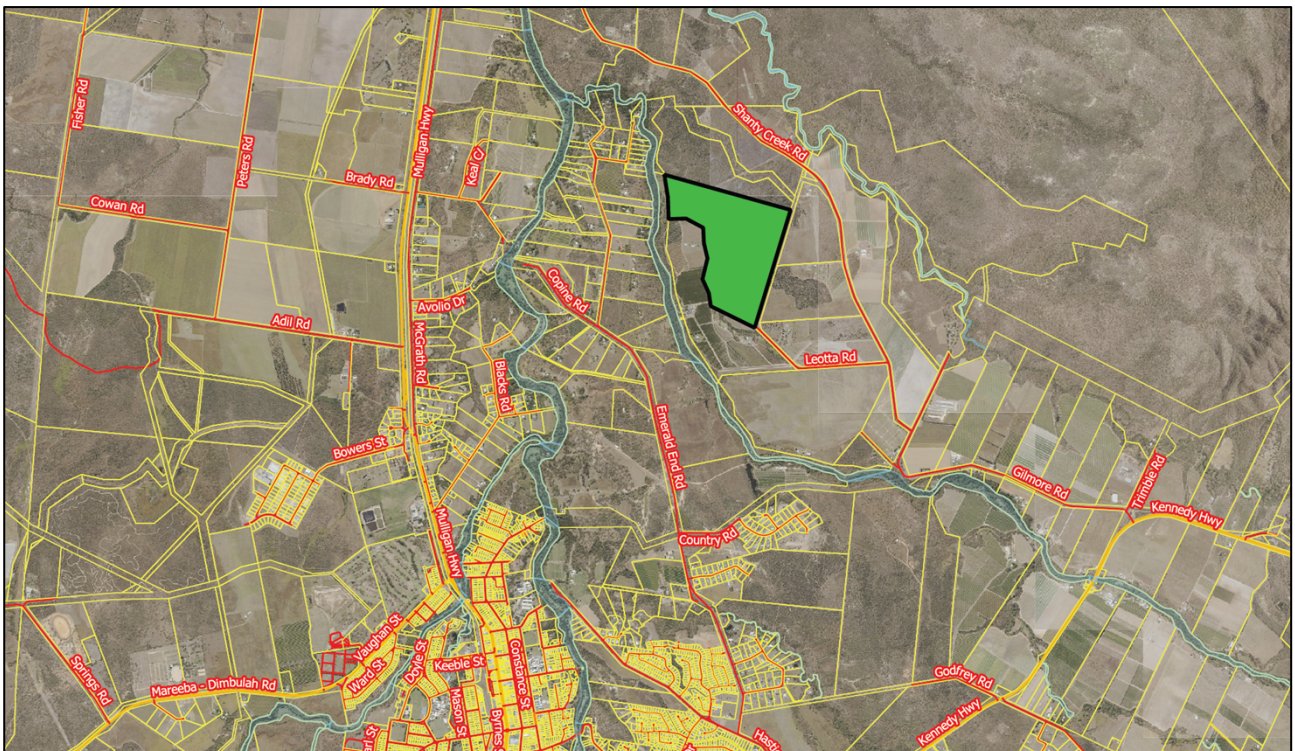 Fisher Rd
Peters Rd
Mulligan Hwy
Shanty Creek Rd
Brady Rd
Keal Cl
Cowan Rd
Copine Rd
Avolio Dr
Adil Rd
McGrath Rd
Leotta Rd
Blacks Rd
Bowers St
Emerald End Rd
Gilmore Rd
Trimble Rd
Kennedy Hwy
Mulligan Hwy
Country Rd
Vaughan St
Ward St
Doyle St
Keeble St
Constance St
Springs Rd
Mareeba - Dimbulah Rd
Mason St
Byrnes
Godfrey Rd
Kennedy Hwy